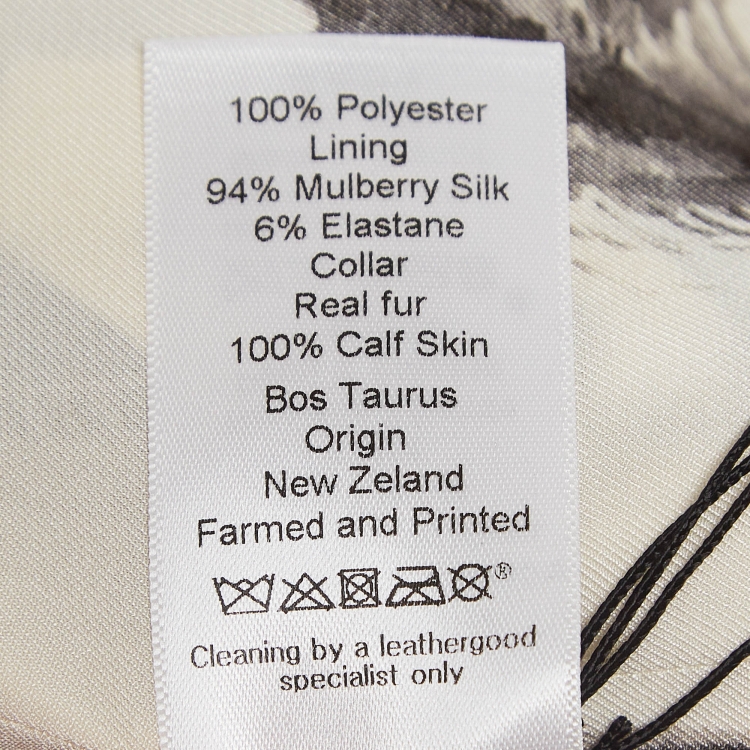 100% Polyester
Lining
94% Mulberry Silk
6% Elastane
Collar
Real fur
100% Calf Skin
Bos Taurus
Origin
New Zeland
Farmed and Printed
®
Cleaning by a leathergood
specialist only